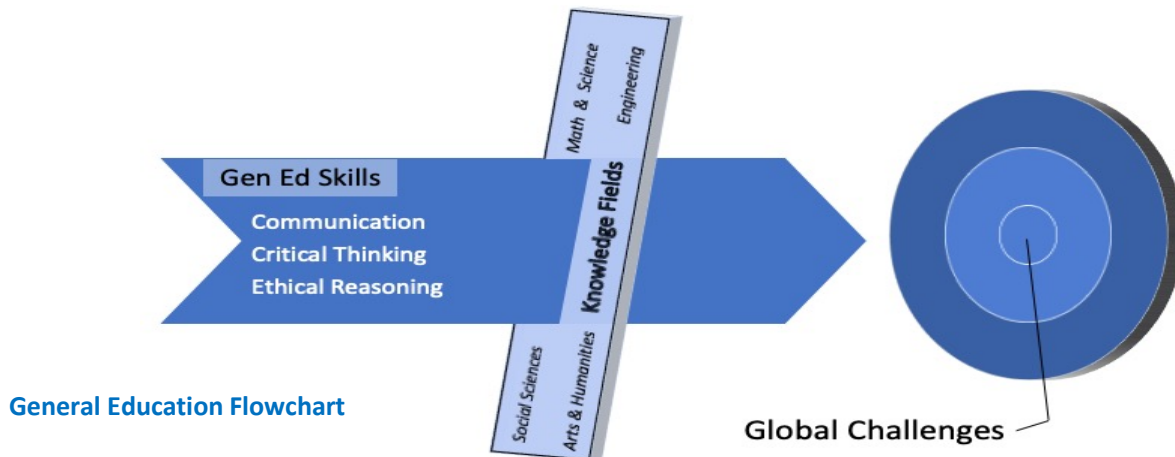 Math & Science
Engineering
Gen Ed Skills
Communication
Critical Thinking
Ethical Reasoning
Knowledge Fields
Social Sciences
Arts & Humanities
General Education Flowchart
Global Challenges